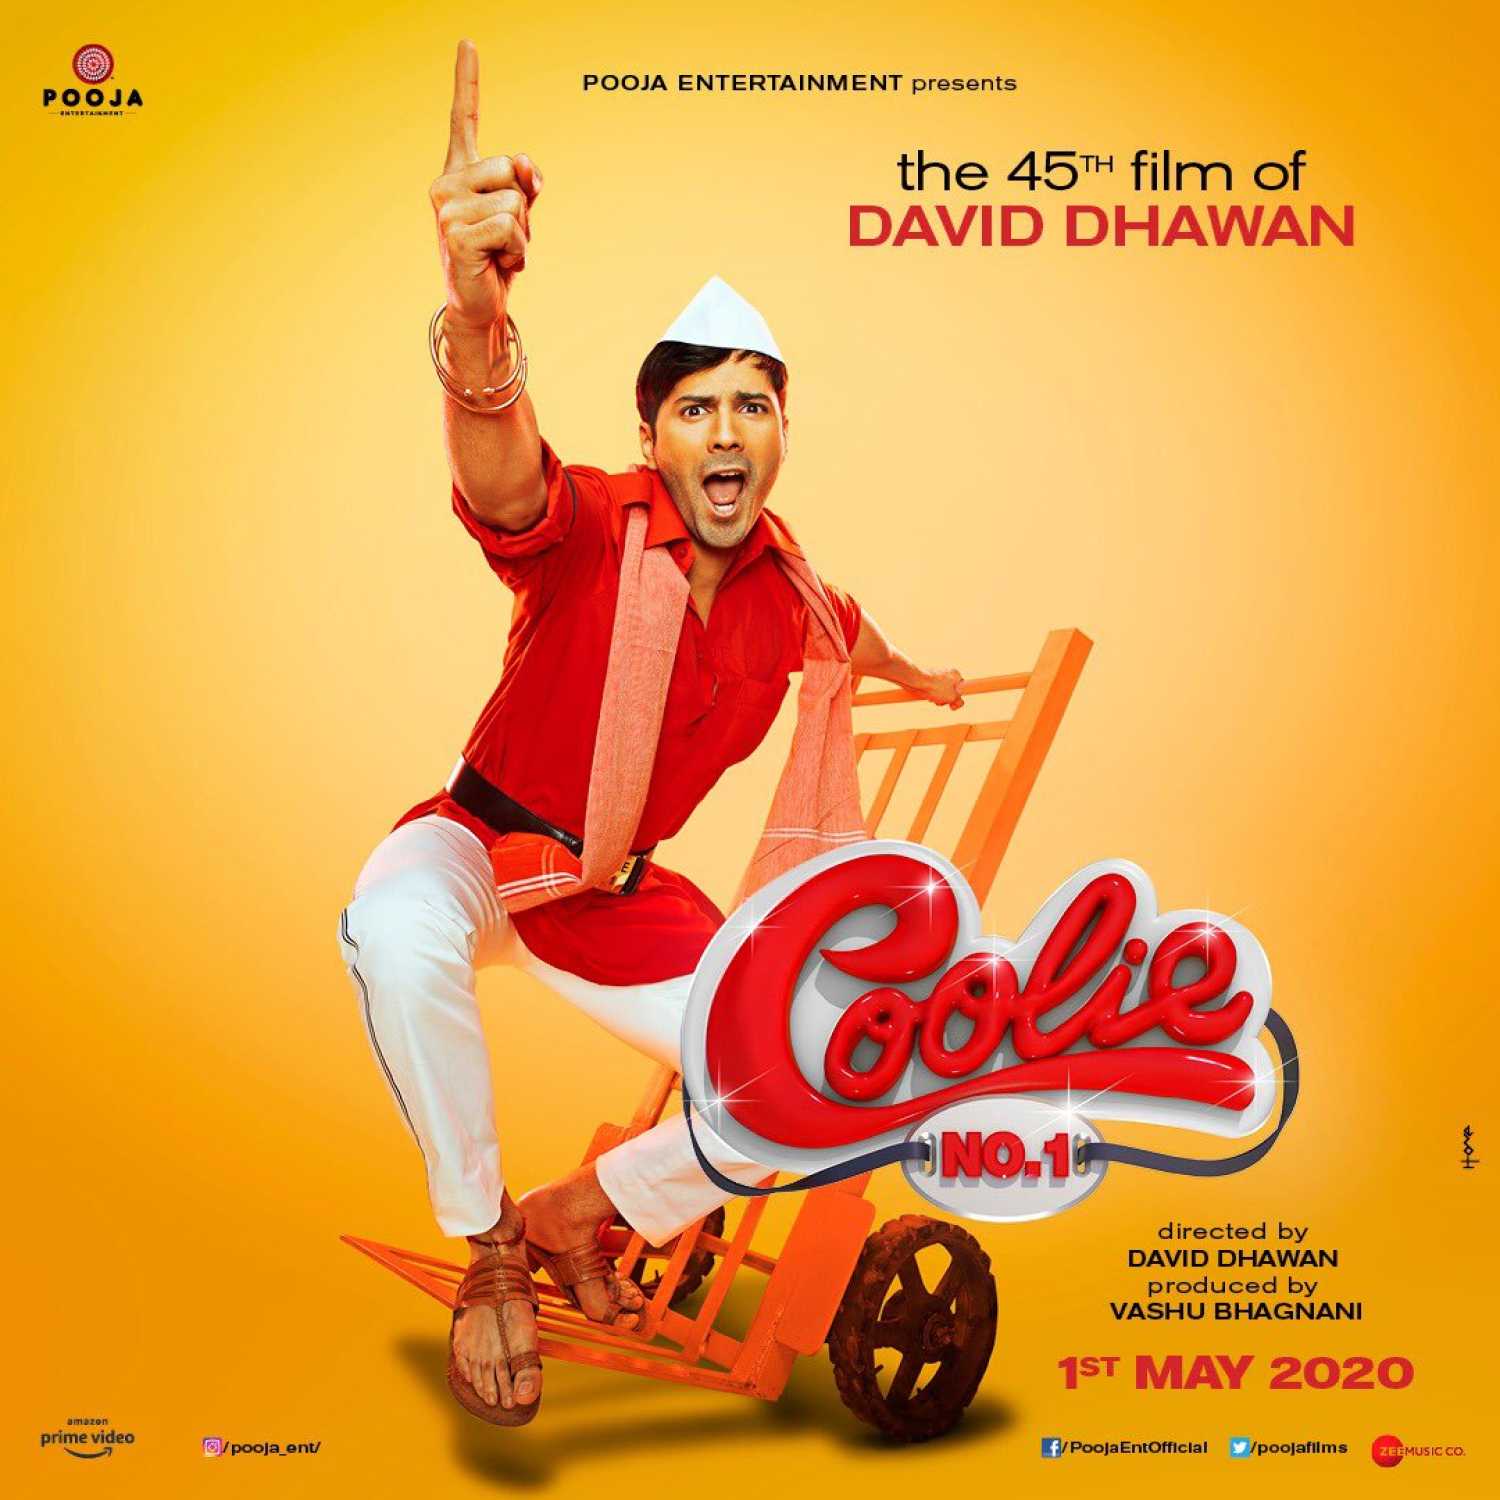 POOJA
ENTERTAINMENT
POOJA ENTERTAINMENT presents
the 45TH film of
DAVID DHAWAN
Coolie
NO.1
Home
directed by
DAVID DHAWAN
produced by
VASHU BHAGNANI
1ST MAY 2020
amazon
prime video
/pooja_ent/
/PoojaEntOfficial
/poojafilms
ZEE MUSIC CO.